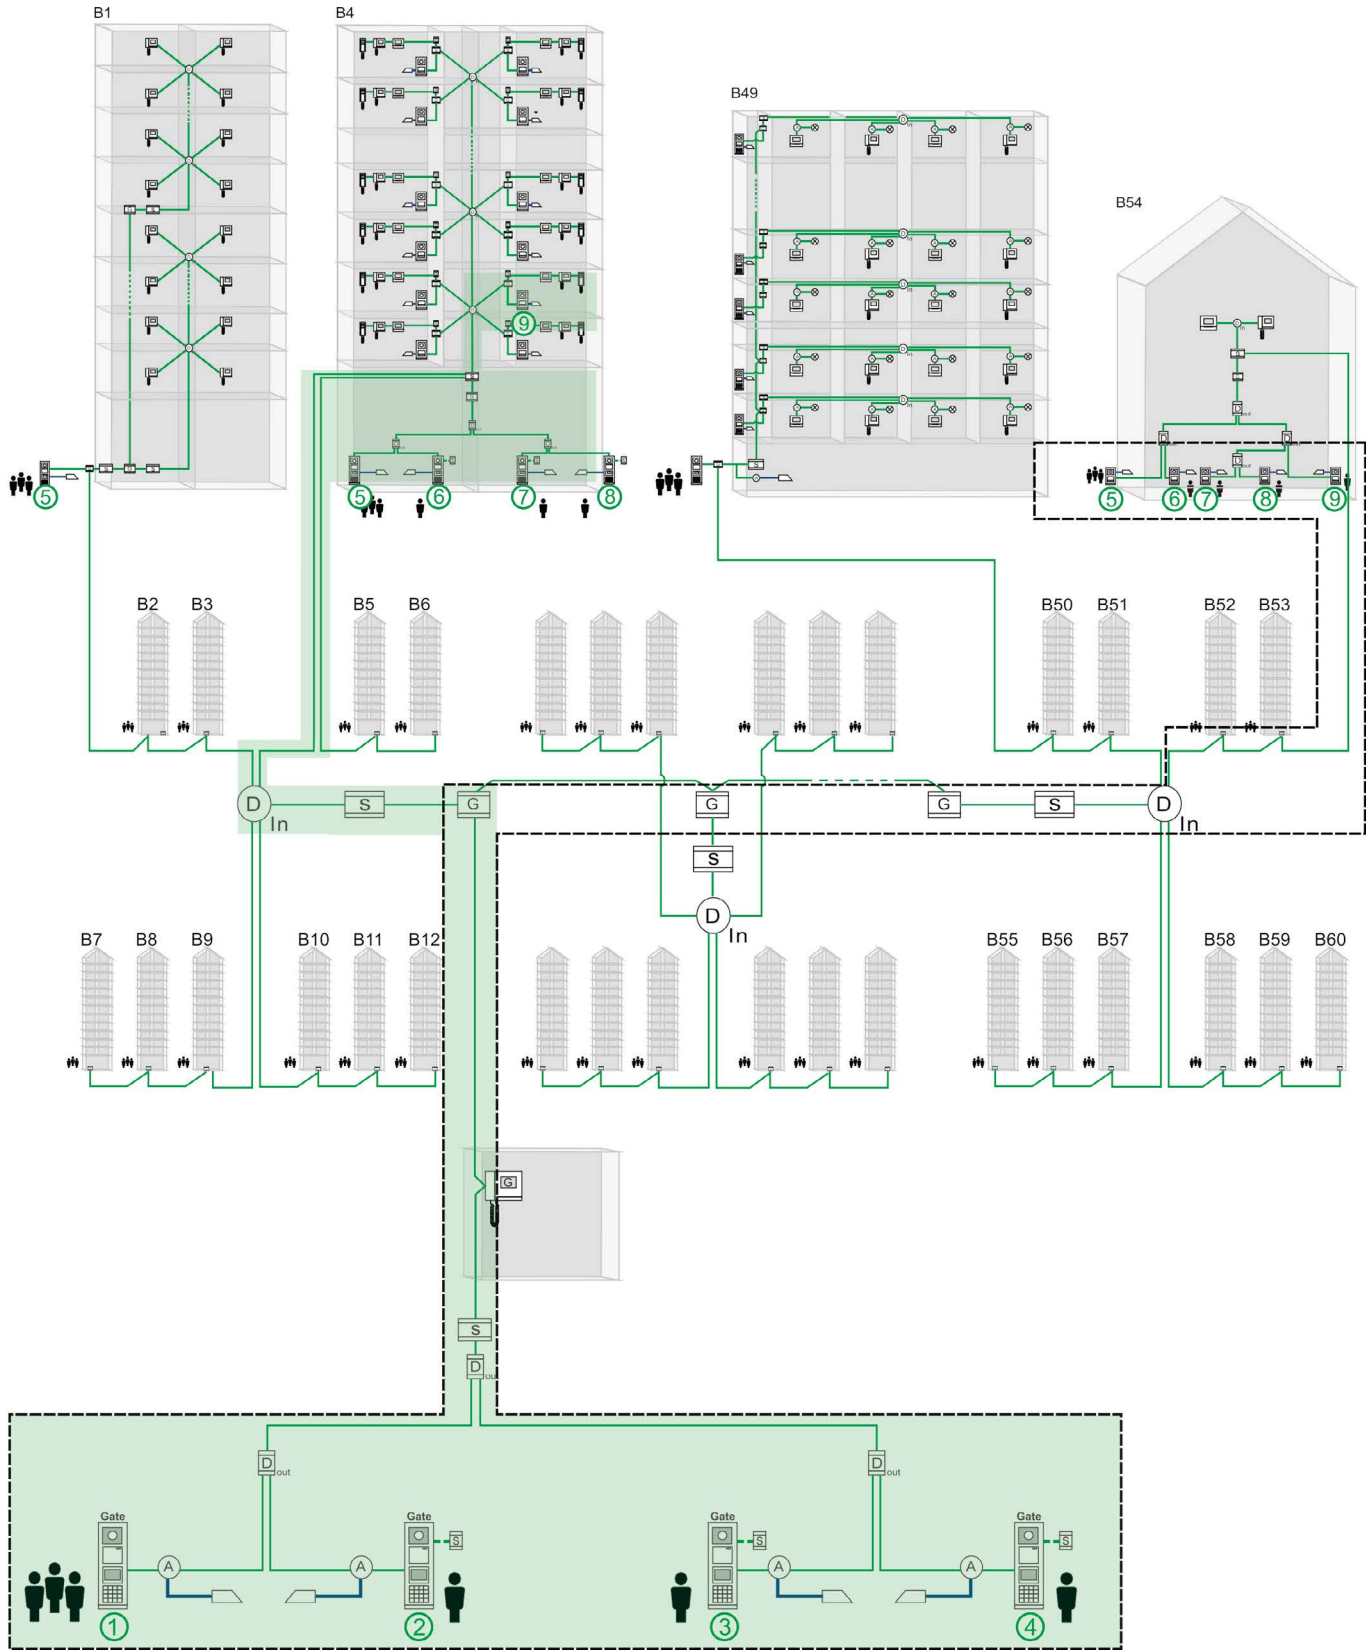 B1
B4
B49
B54
9
5
5
6
7
8
5
6
7
8
9
B2 B3 B5 B6 B50 B51 B52 B53
D S G G G S D
In In
S
D
In
B7 B8 B9 B10 B11 B12 B55 B56 B57 B58 B59 B60
G
S
D
D out D out
Gate Gate Gate Gate
S S S
A A A A
1 2 3 4